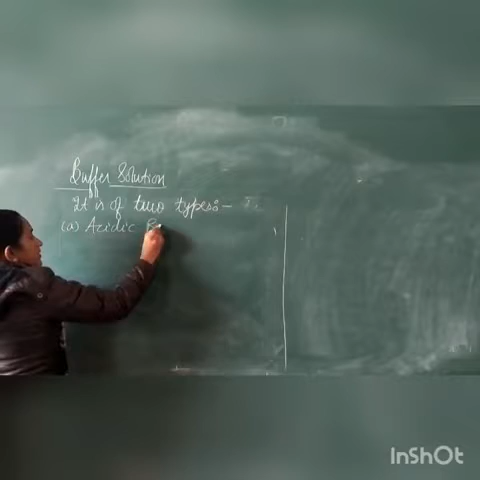 Buffer Solution
It is of two types:-
(a) Acidic B
InShOt